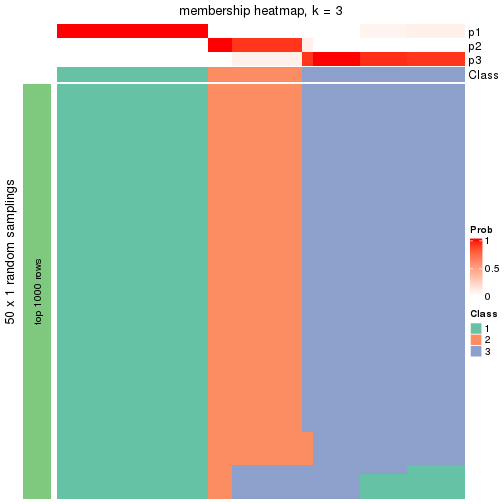 membership heatmap, k = 3
p1
p2
p3
Class
50 x 1 random samplings
top 1000 rows
Prob
1
0.5
0
Class
1
2
3